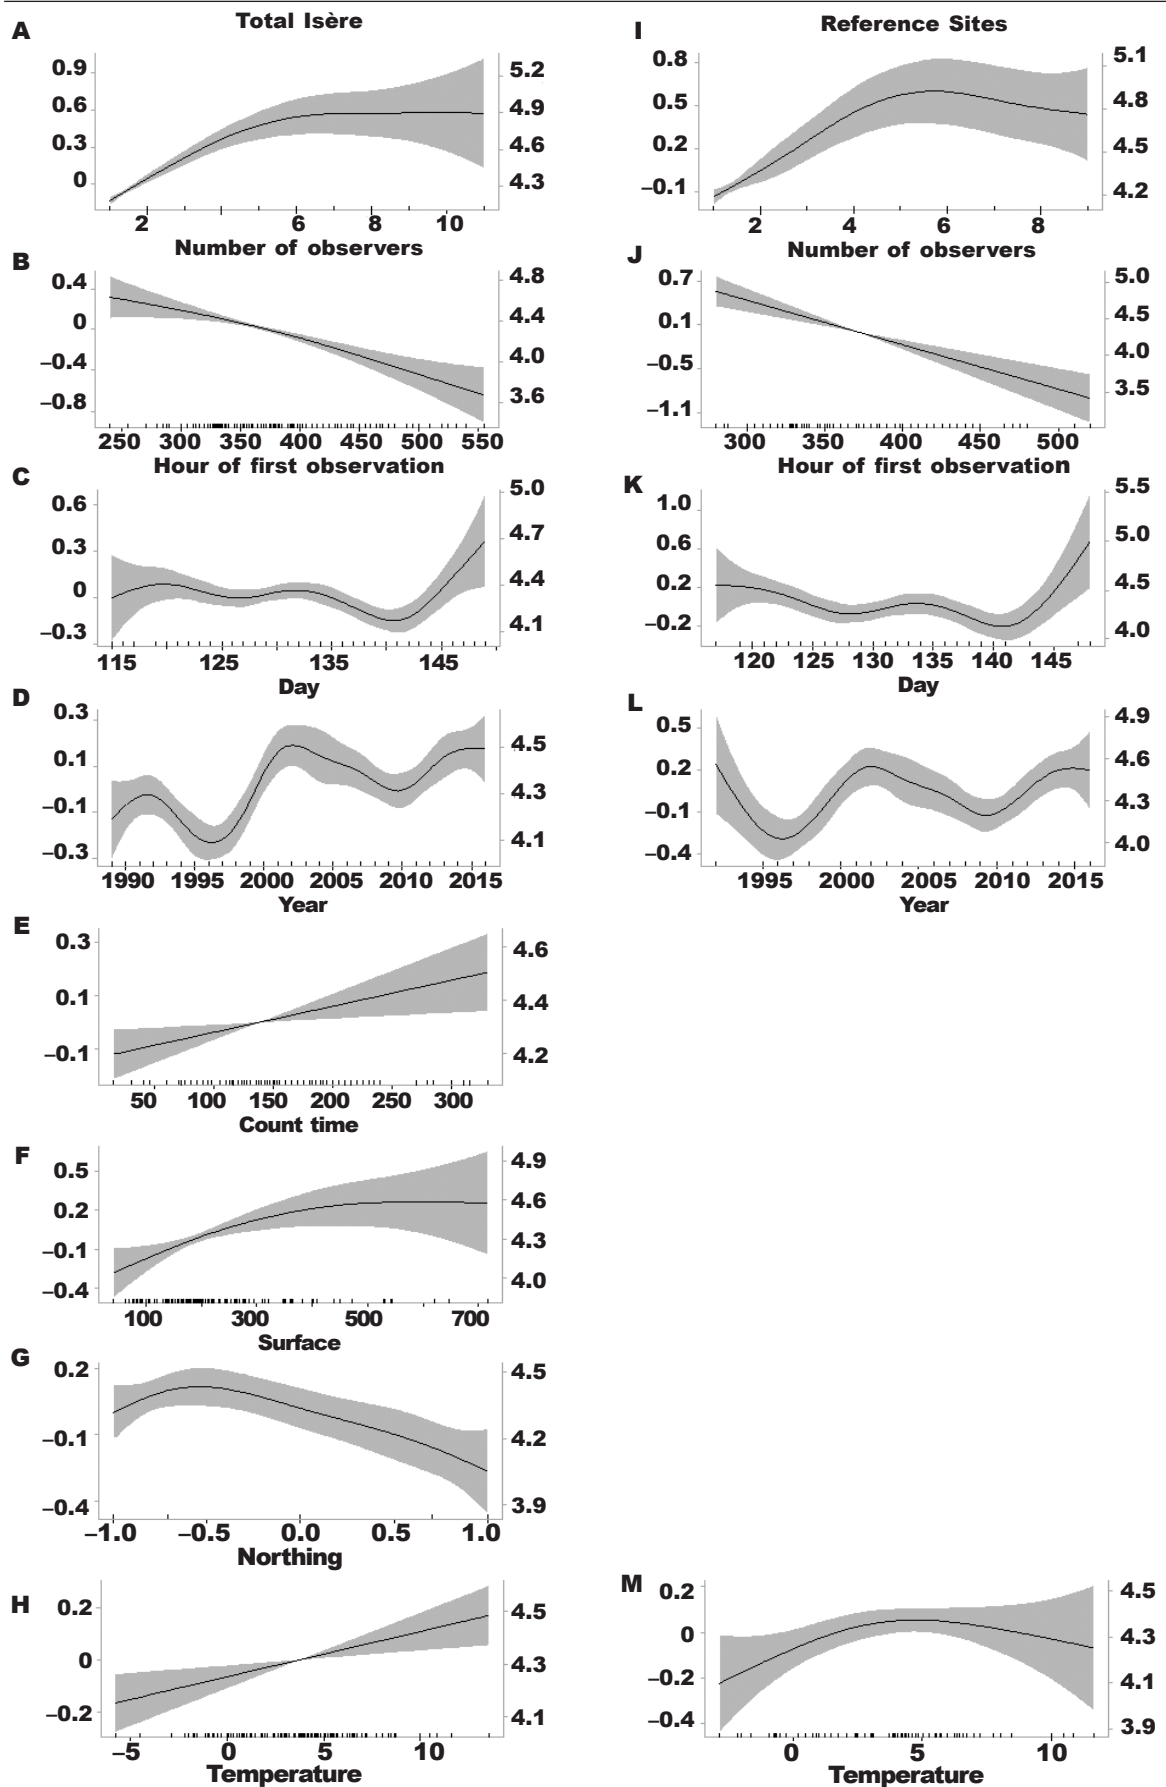 Total Isère
Reference Sites
A
0.9
0.6
0.3
0
5.2
4.9
4.6
4.3
2 6 8 10
Number of observers
I
0.8
0.5
0.2
−0.1
5.1
4.8
4.5
4.2
2 4 6 8
Number of observers
B
0.4
0
−0.4
−0.8
4.8
4.4
4.0
3.6
250 300 350 400 450 500 550
Hour of first observation
J
0.7
0.1
−0.5
−1.1
5.0
4.5
4.0
3.5
300 350 400 450 500
Hour of first observation
C
0.6
0.3
0
−0.3
5.0
4.7
4.4
4.1
115 125 135 145
Day
K
1.0
0.6
0.2
−0.2
5.5
5.0
4.5
4.0
120 125 130 135 140 145
Day
D
0.3
0.1
−0.1
−0.3
4.5
4.3
4.1
1990 1995 2000 2005 2010 2015
Year
L
0.5
0.2
−0.1
−0.4
4.9
4.6
4.3
4.0
1995 2000 2005 2010 2015
Year
E
0.3
0.1
−0.1
4.6
4.4
4.2
50 100 150 200 250 300
Count time
F
0.5
0.2
−0.1
−0.4
4.9
4.6
4.3
4.0
100 300 500 700
Surface
G
0.2
−0.1
−0.4
4.5
4.2
3.9
−1.0 −0.5 0.0 0.5 1.0
Northing
H
0.2
0
−0.2
4.5
4.3
4.1
−5 0 5 10
Temperature
M
0.2
0
−0.2
−0.4
4.5
4.3
4.1
3.9
0 5 10
Temperature